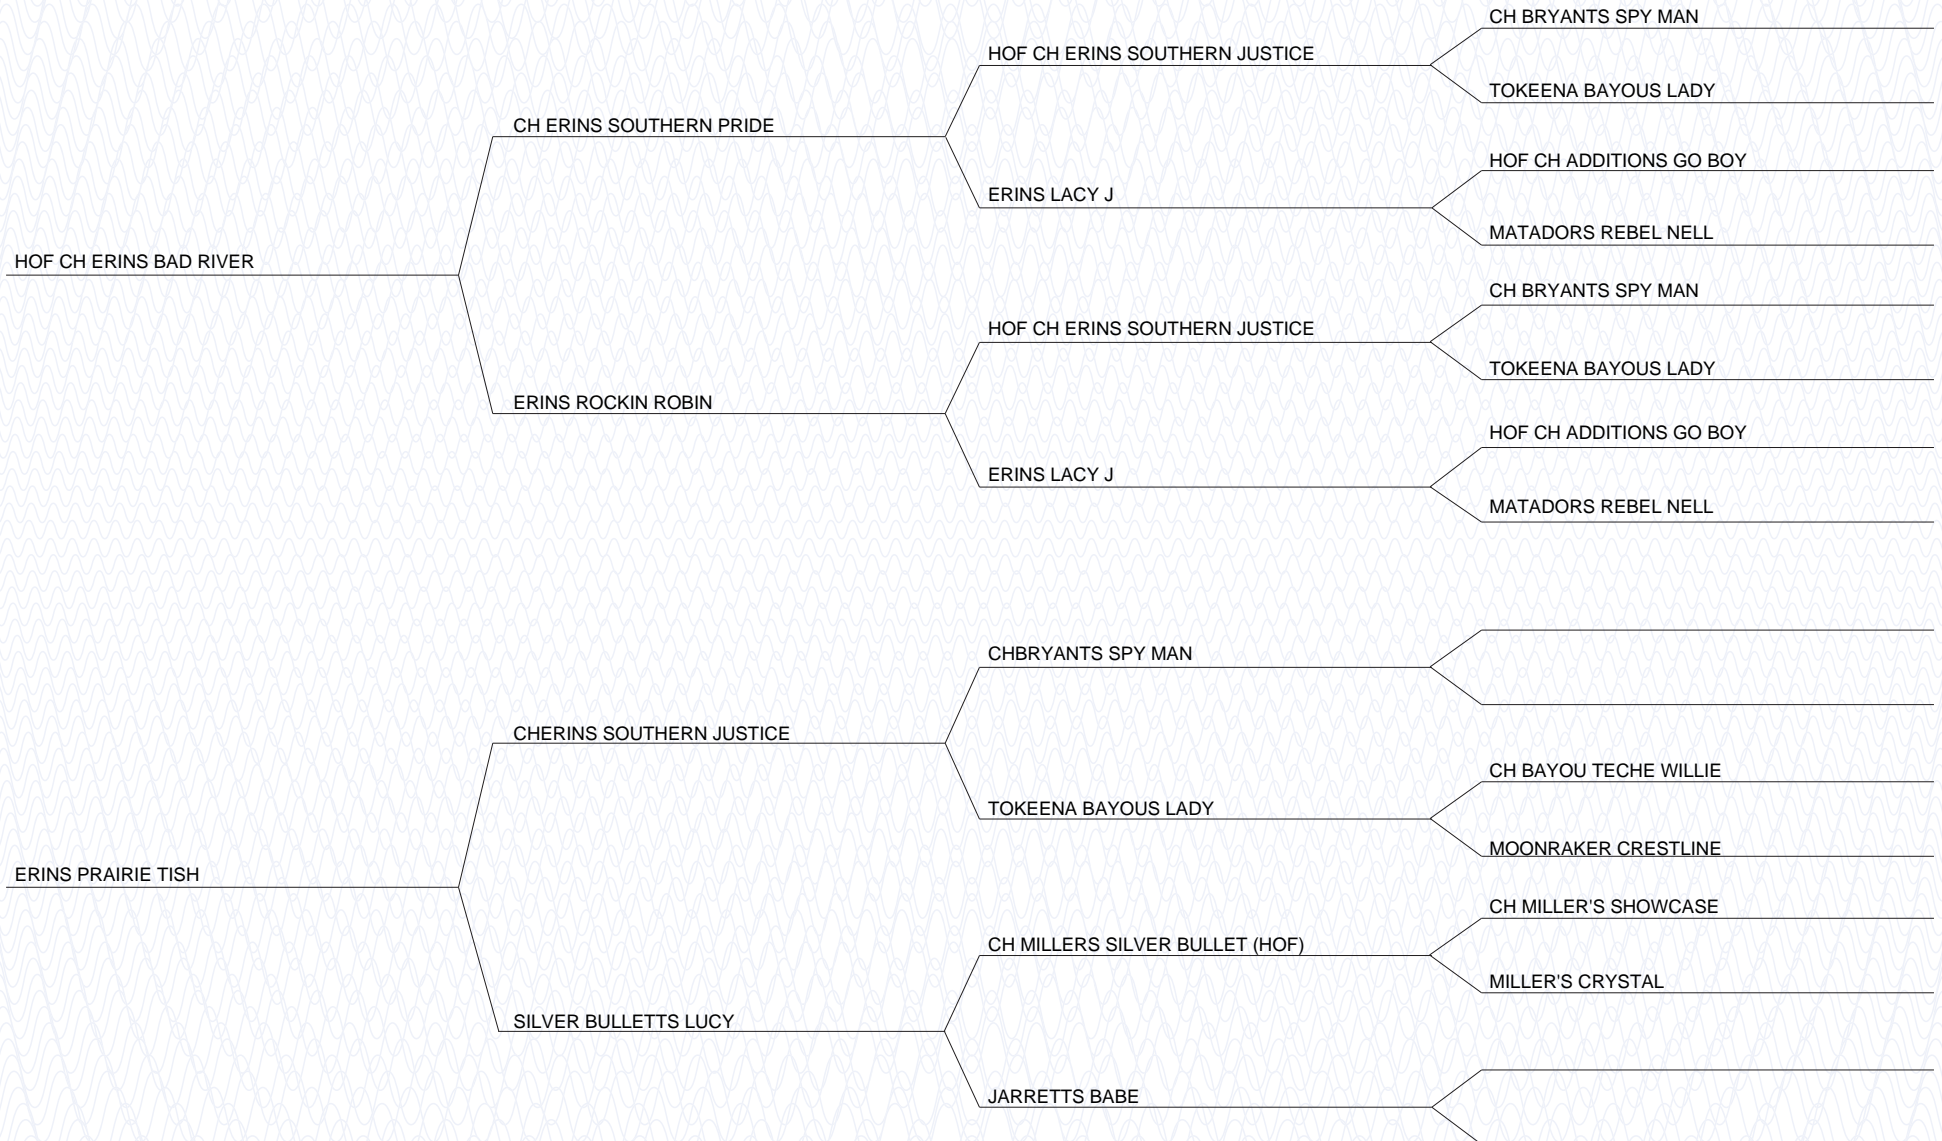 CH BRYANTS SPY MAN
HOF CH ERINS SOUTHERN JUSTICE
TOKEENA BAYOUS LADY
CH ERINS SOUTHERN PRIDE
HOF CH ADDITIONS GO BOY
ERINS LACY J
MATADORS REBEL NELL
HOF CH ERINS BAD RIVER
CH BRYANTS SPY MAN
HOF CH ERINS SOUTHERN JUSTICE
TOKEENA BAYOUS LADY
ERINS ROCKIN ROBIN
HOF CH ADDITIONS GO BOY
ERINS LACY J
MATADORS REBEL NELL
CHBRYANTS SPY MAN
CHERINS SOUTHERN JUSTICE
CH BAYOU TECHE WILLIE
TOKEENA BAYOUS LADY
MOONRAKER CRESTLINE
ERINS PRAIRIE TISH
CH MILLER'S SHOWCASE
CH MILLERS SILVER BULLET (HOF)
MILLER'S CRYSTAL
SILVER BULLETTS LUCY
JARRETTS BABE